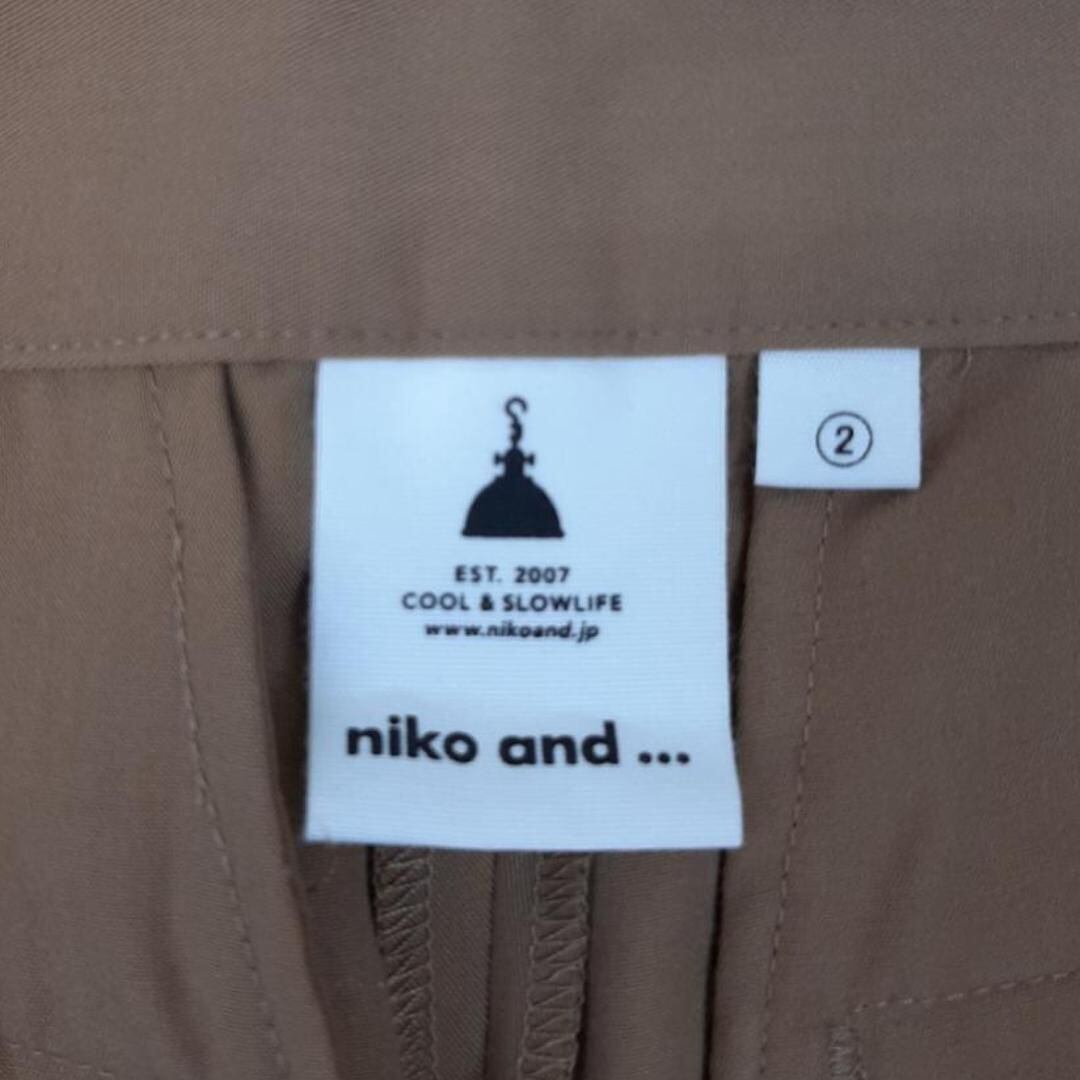 EST. 2007
COOL & SLOWLIFE
www.nikoand.jp
niko and ...
2